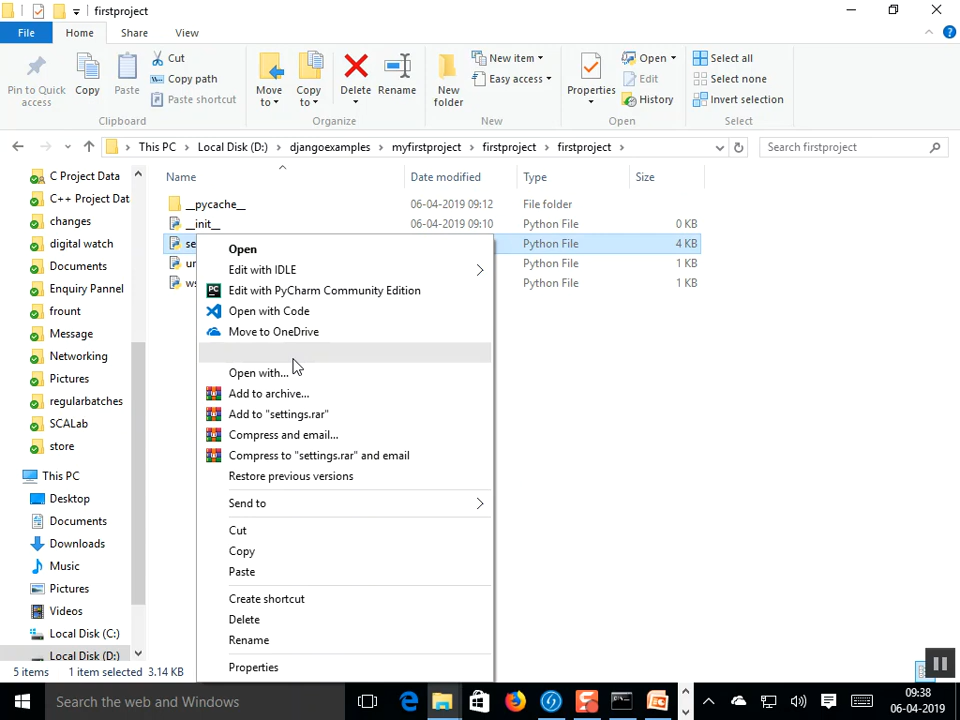 firstproject
File
Home
Share
View
Pin to Quick access
Copy
Paste
Cut
Copy path
Paste shortcut
Clipboard
Move to
Copy to
Delete
Rename
Organize
New folder
New item
Easy access
New
Properties
Open
Edit
History
Open
Select all
Select none
Invert selection
Select
This PC
Local Disk (D:)
djangoexamples
myfirstproject
firstproject
firstproject
Search firstproject
Name
Date modified
Type
Size
__pycache__
06-04-2019 09:12
File folder
__init__
06-04-2019 09:10
Python File
0 KB
se
Python File
4 KB
Python File
1 KB
Python File
1 KB
C Project Data
C++ Project Dat
changes
digital watch
Documents
Enquiry Pannel
frount
Message
Networking
Pictures
regularbatches
SCALab
store
This PC
Desktop
Documents
Downloads
Music
Pictures
Videos
Local Disk (C:)
Local Disk (D:)
Open
Edit with IDLE
Edit with PyCharm Community Edition
Open with Code
Move to OneDrive
Open with...
Add to archive...
Add to "settings.rar"
Compress and email...
Compress to "settings.rar" and email
Restore previous versions
Send to
Cut
Copy
Paste
Create shortcut
Delete
Rename
Properties
5 items
1 item selected 3.14 KB
Search the web and Windows
09:38
06-04-2019